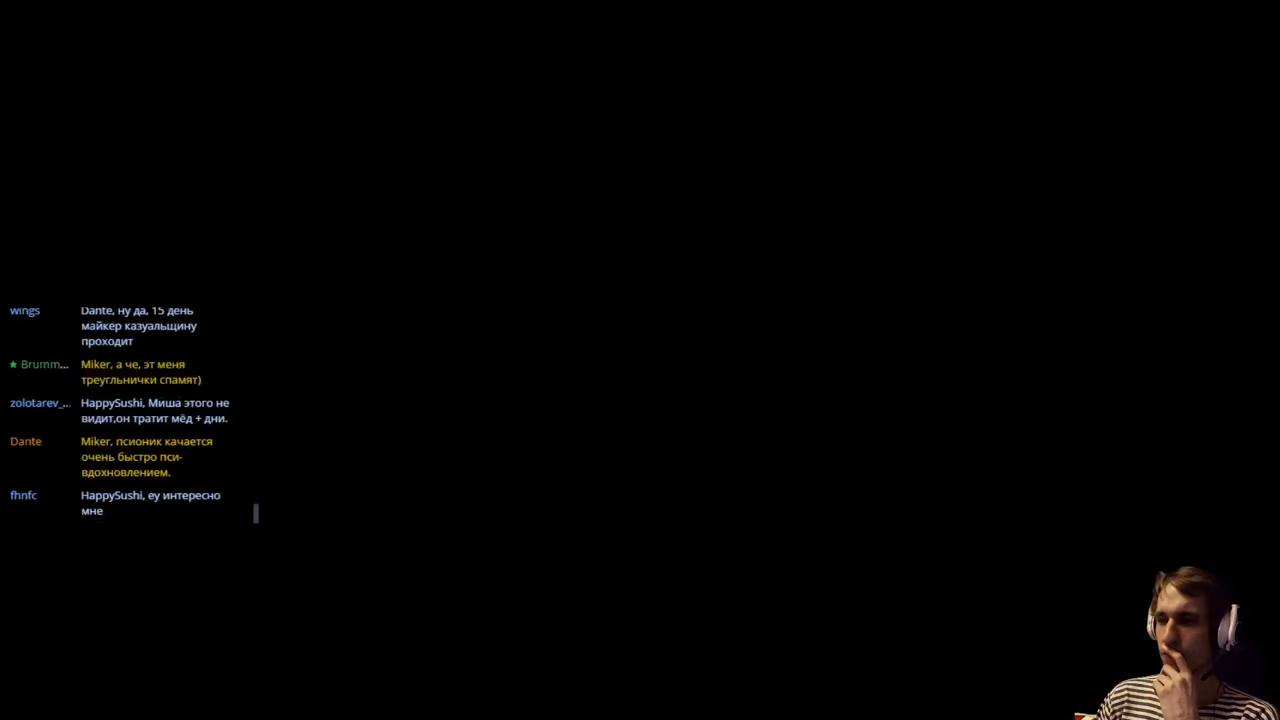 wings Dante, ну да, 15 день
майкер казуальщину
проходит
Brumm... Miker, а че, эт меня
треугльнички спамят)
zolotarev_... HappySushi, Миша этого не
видит,он тратит мёд + дни.
Dante Miker, псионик качается
очень быстро пси-
вдохновлением.
fhnfc HappySushi, еу интересно
мне